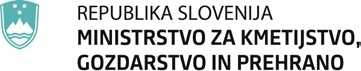 REPUBLIKA SLOVENIJA
MINISTRSTVO ZA KMETIJSTVO,
GOZDARSTVO IN PREHRANO